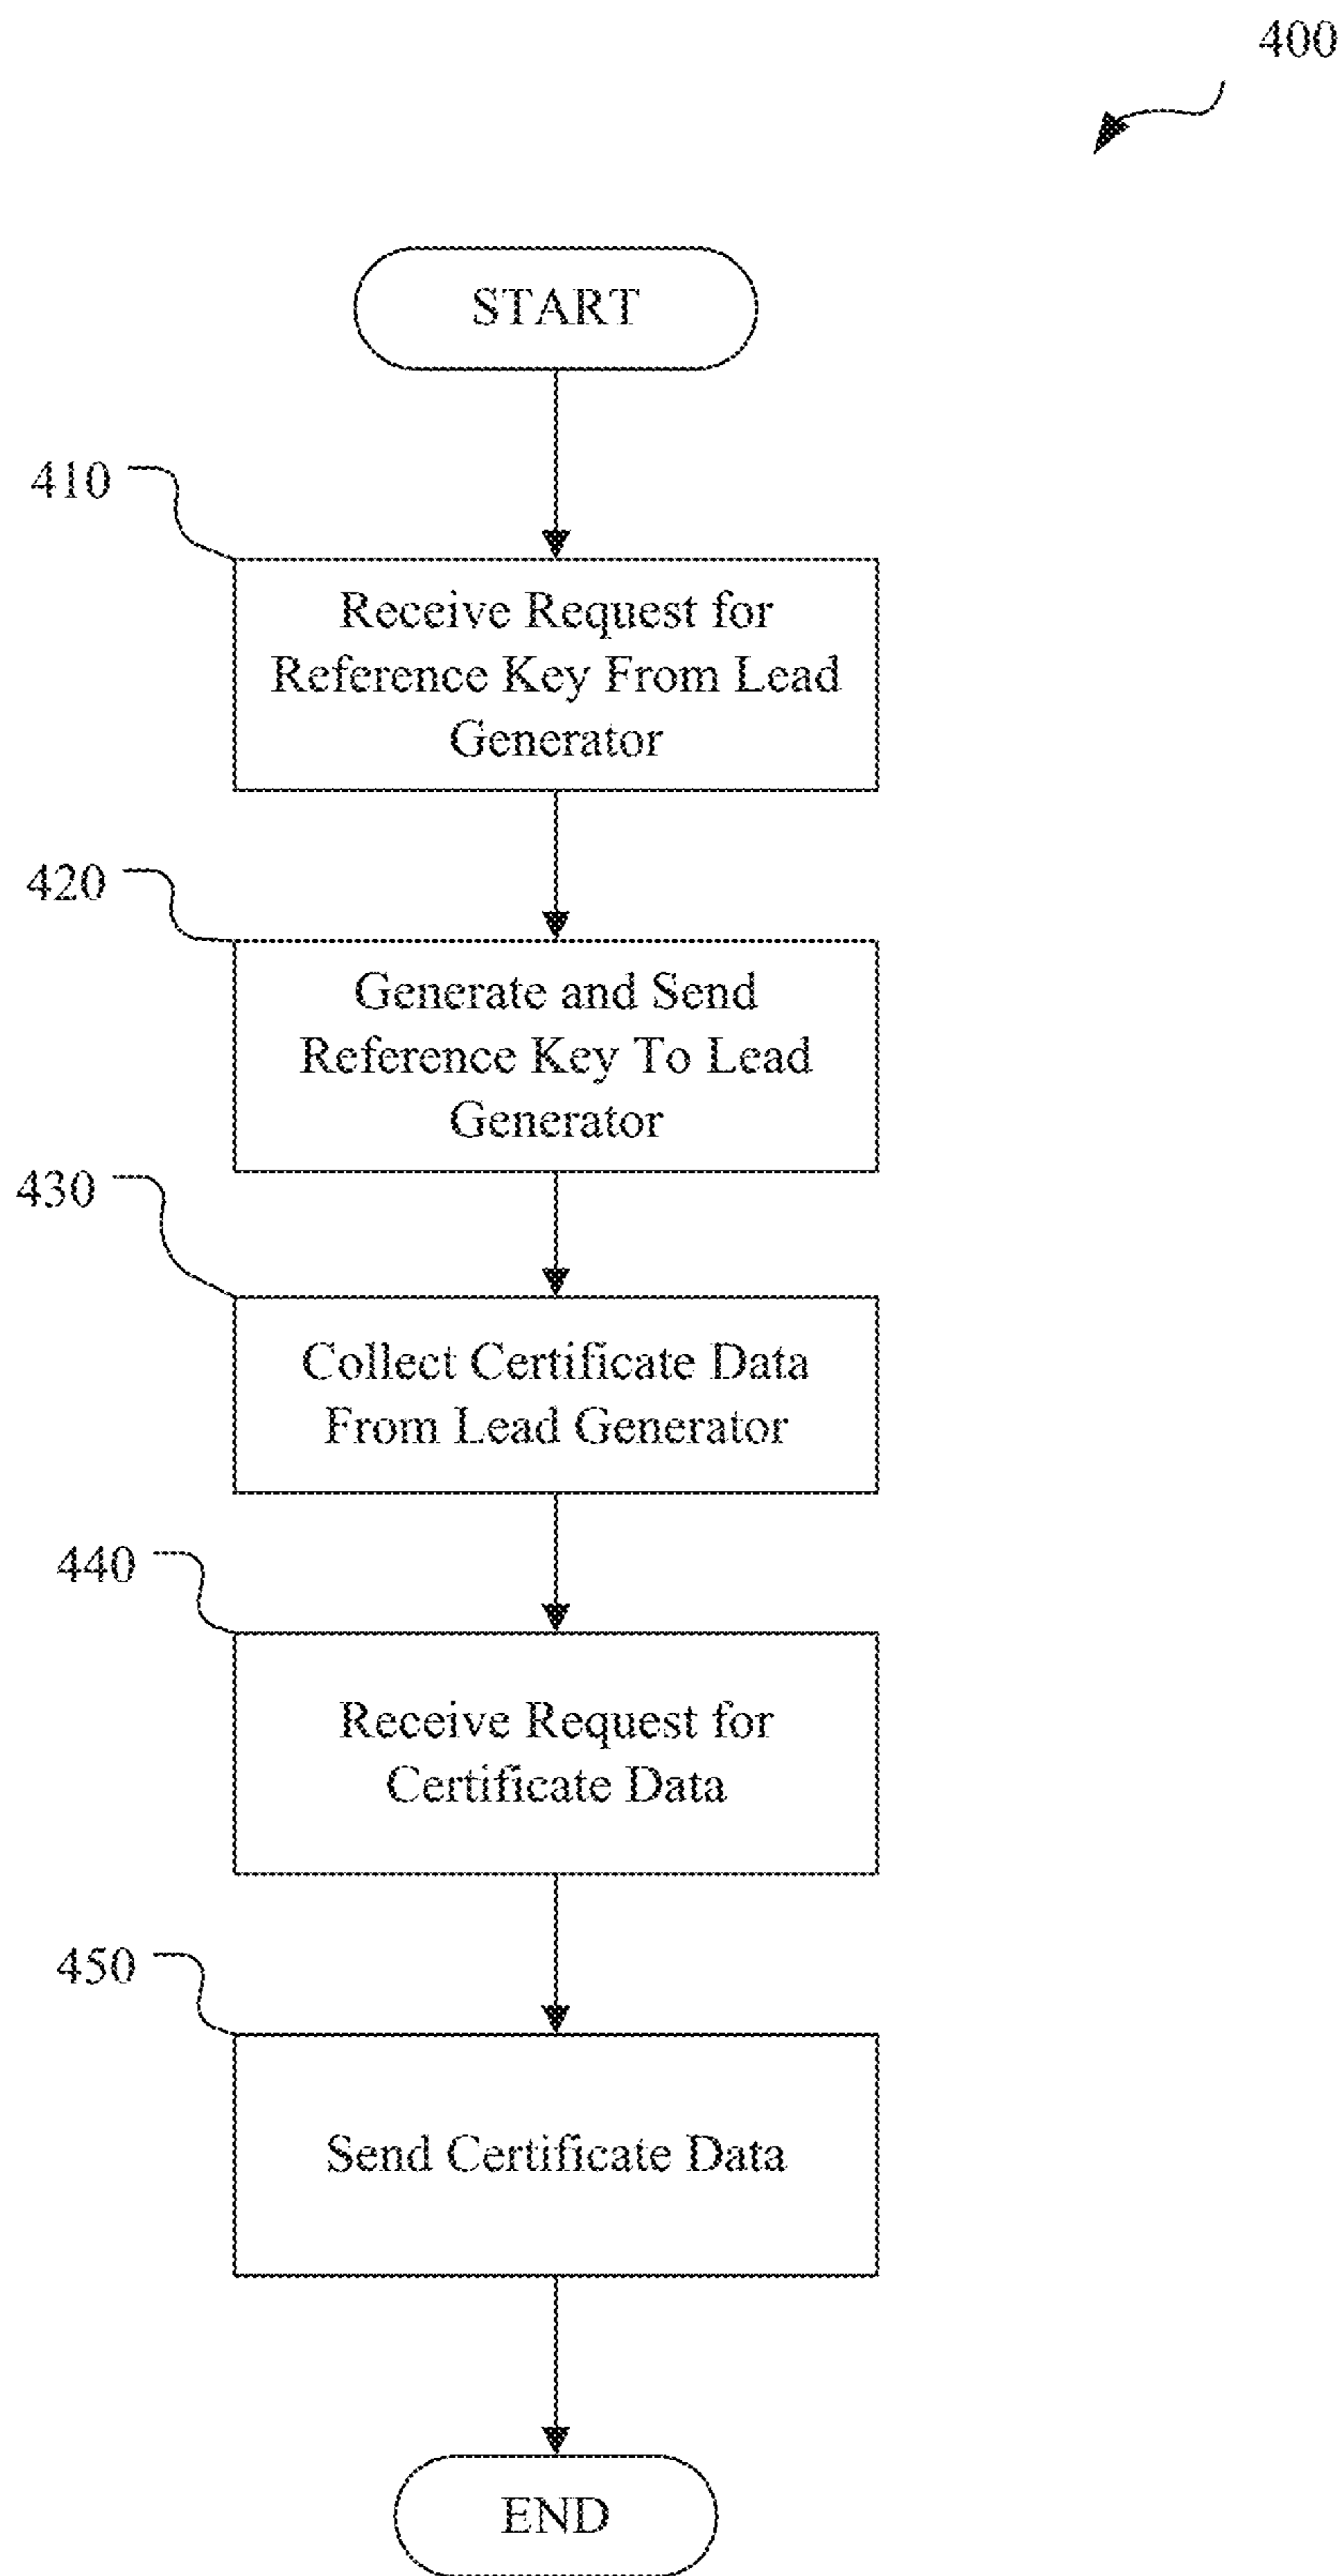 400
START
410
Receive Request for
Reference Key From Lead
Generator
420
Generate and Send
Reference Key To Lead
Generator
430
Collect Certificate Data
From Lead Generator
440
Receive Request for
Certificate Data
450
Send Certificate Data
END